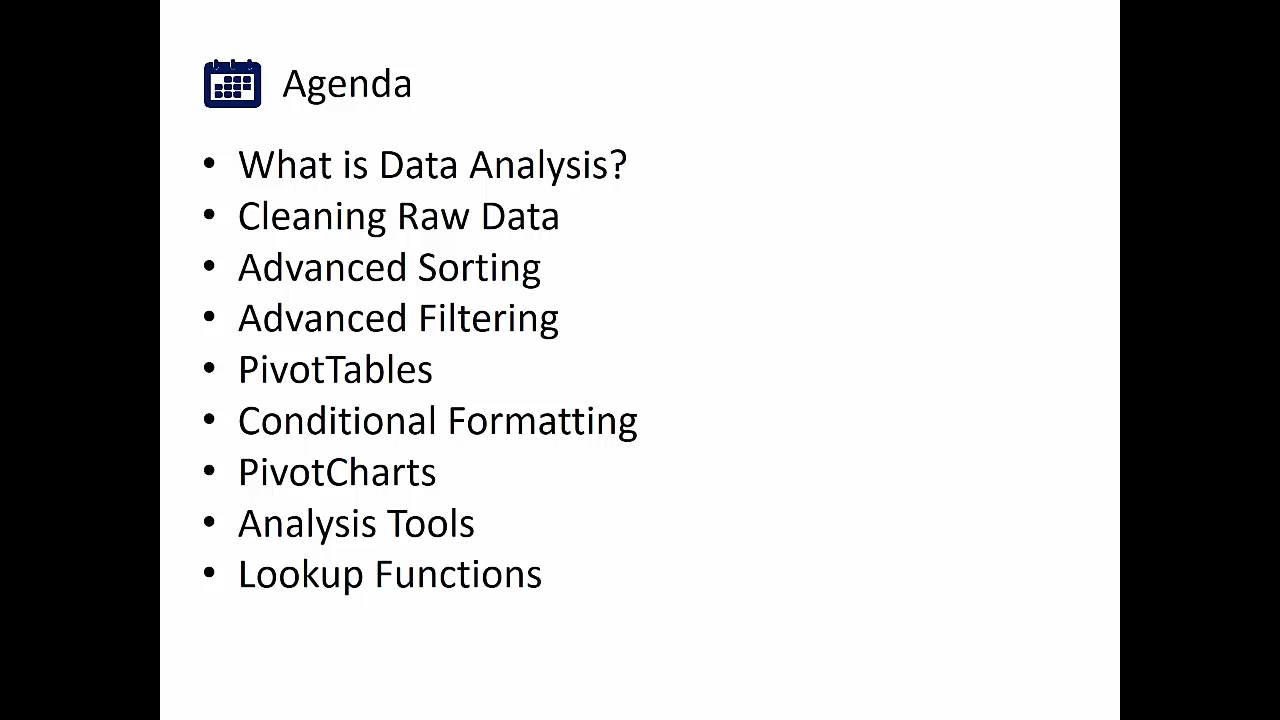 Agenda
• What is Data Analysis?
• Cleaning Raw Data
• Advanced Sorting
• Advanced Filtering
• PivotTables
• Conditional Formatting
• PivotCharts
• Analysis Tools
• Lookup Functions